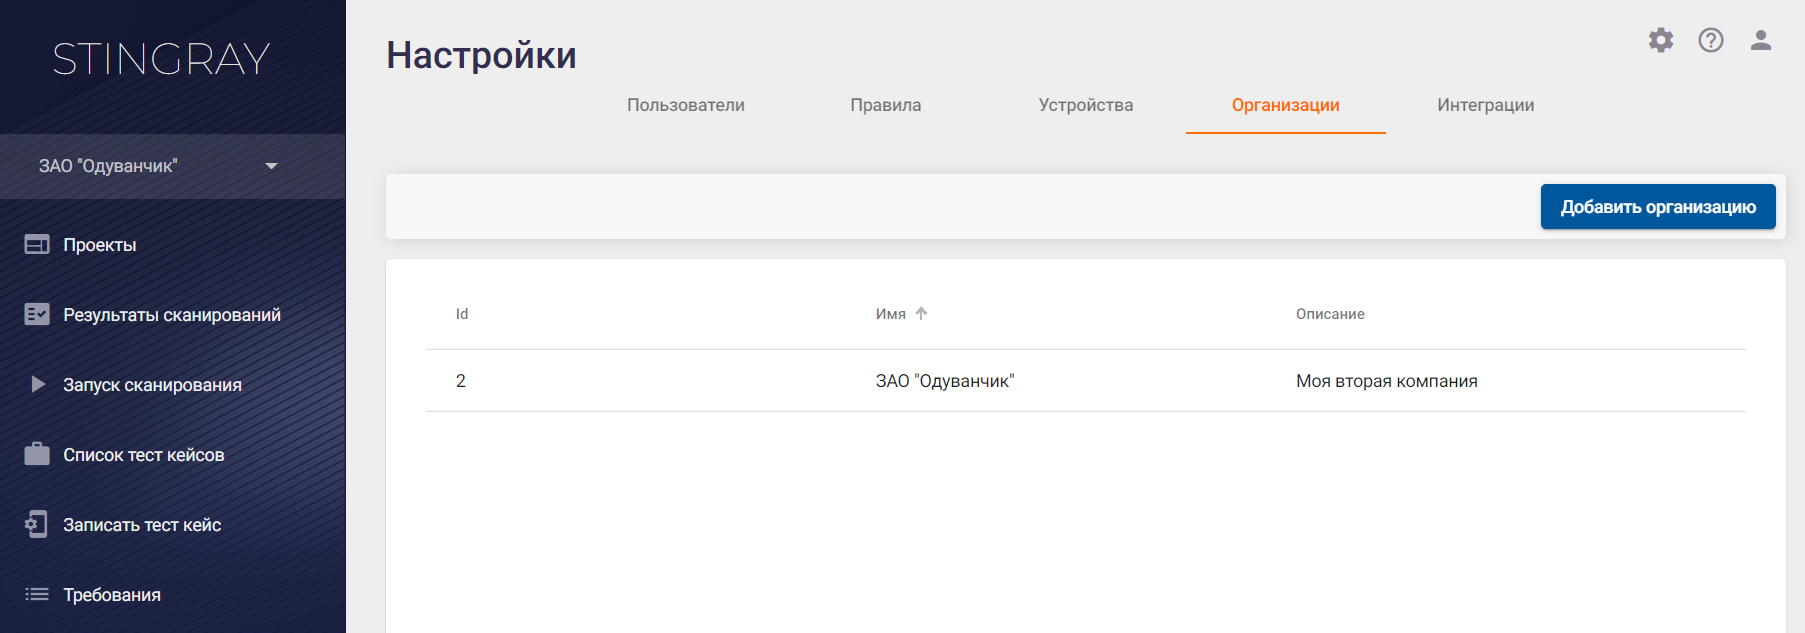 STINGRAY
ЗАО "Одуванчик"
Проекты
Результаты сканирований
Запуск сканирования
Список тест кейсов
Записать тест кейс
Требования
Настройки
Пользователи Правила Устройства Организации Интеграции
Добавить организацию
Id Имя Описание
2 ЗАО "Одуванчик" Моя вторая компания